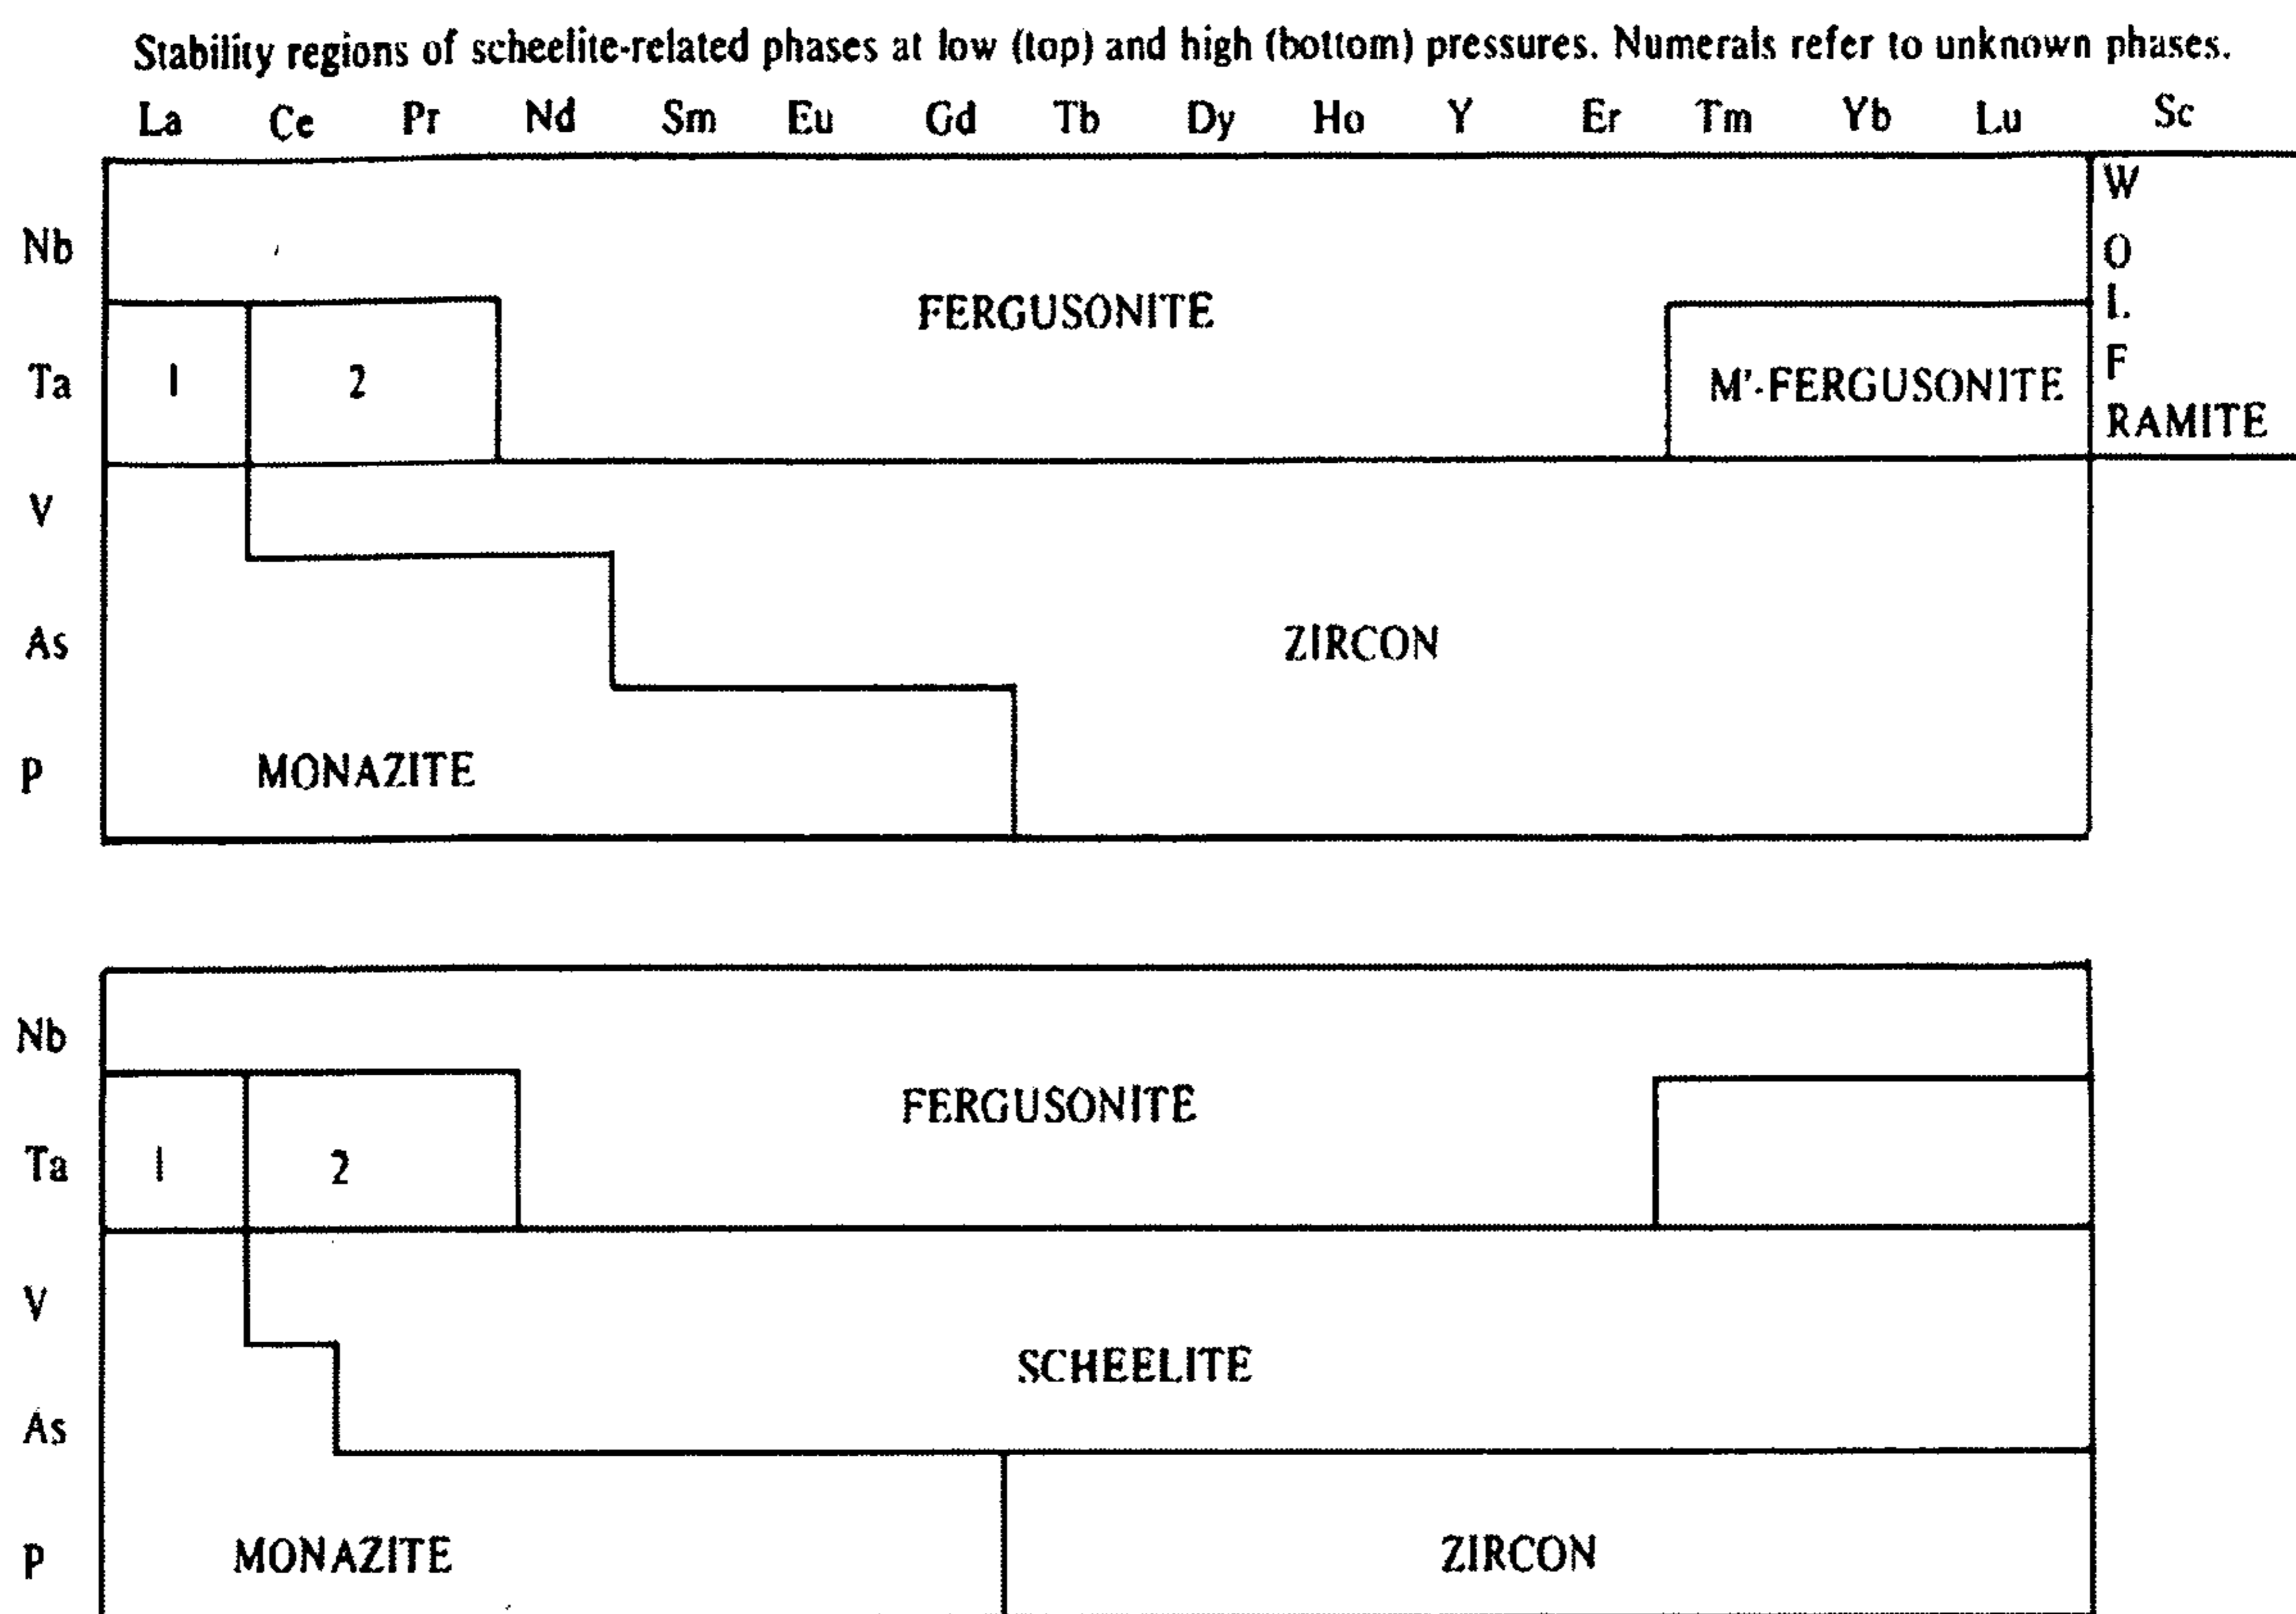 Stability regions of scheelite-related phases at low (top) and high (bottom) pressures. Numerals refer to unknown phases.
La Ce Pr Nd Sm Eu Gd Tb Dy Ho Y Er Tm Yb Lu Sc
W
Nb O
FERGUSONITE L
Ta 1 2 M'-FERGUSONITE F
RAMITE
V
As ZIRCON
P MONAZITE
Nb
FERGUSONITE
Ta 1 2
V
SCHEELITE
As
P MONAZITE ZIRCON